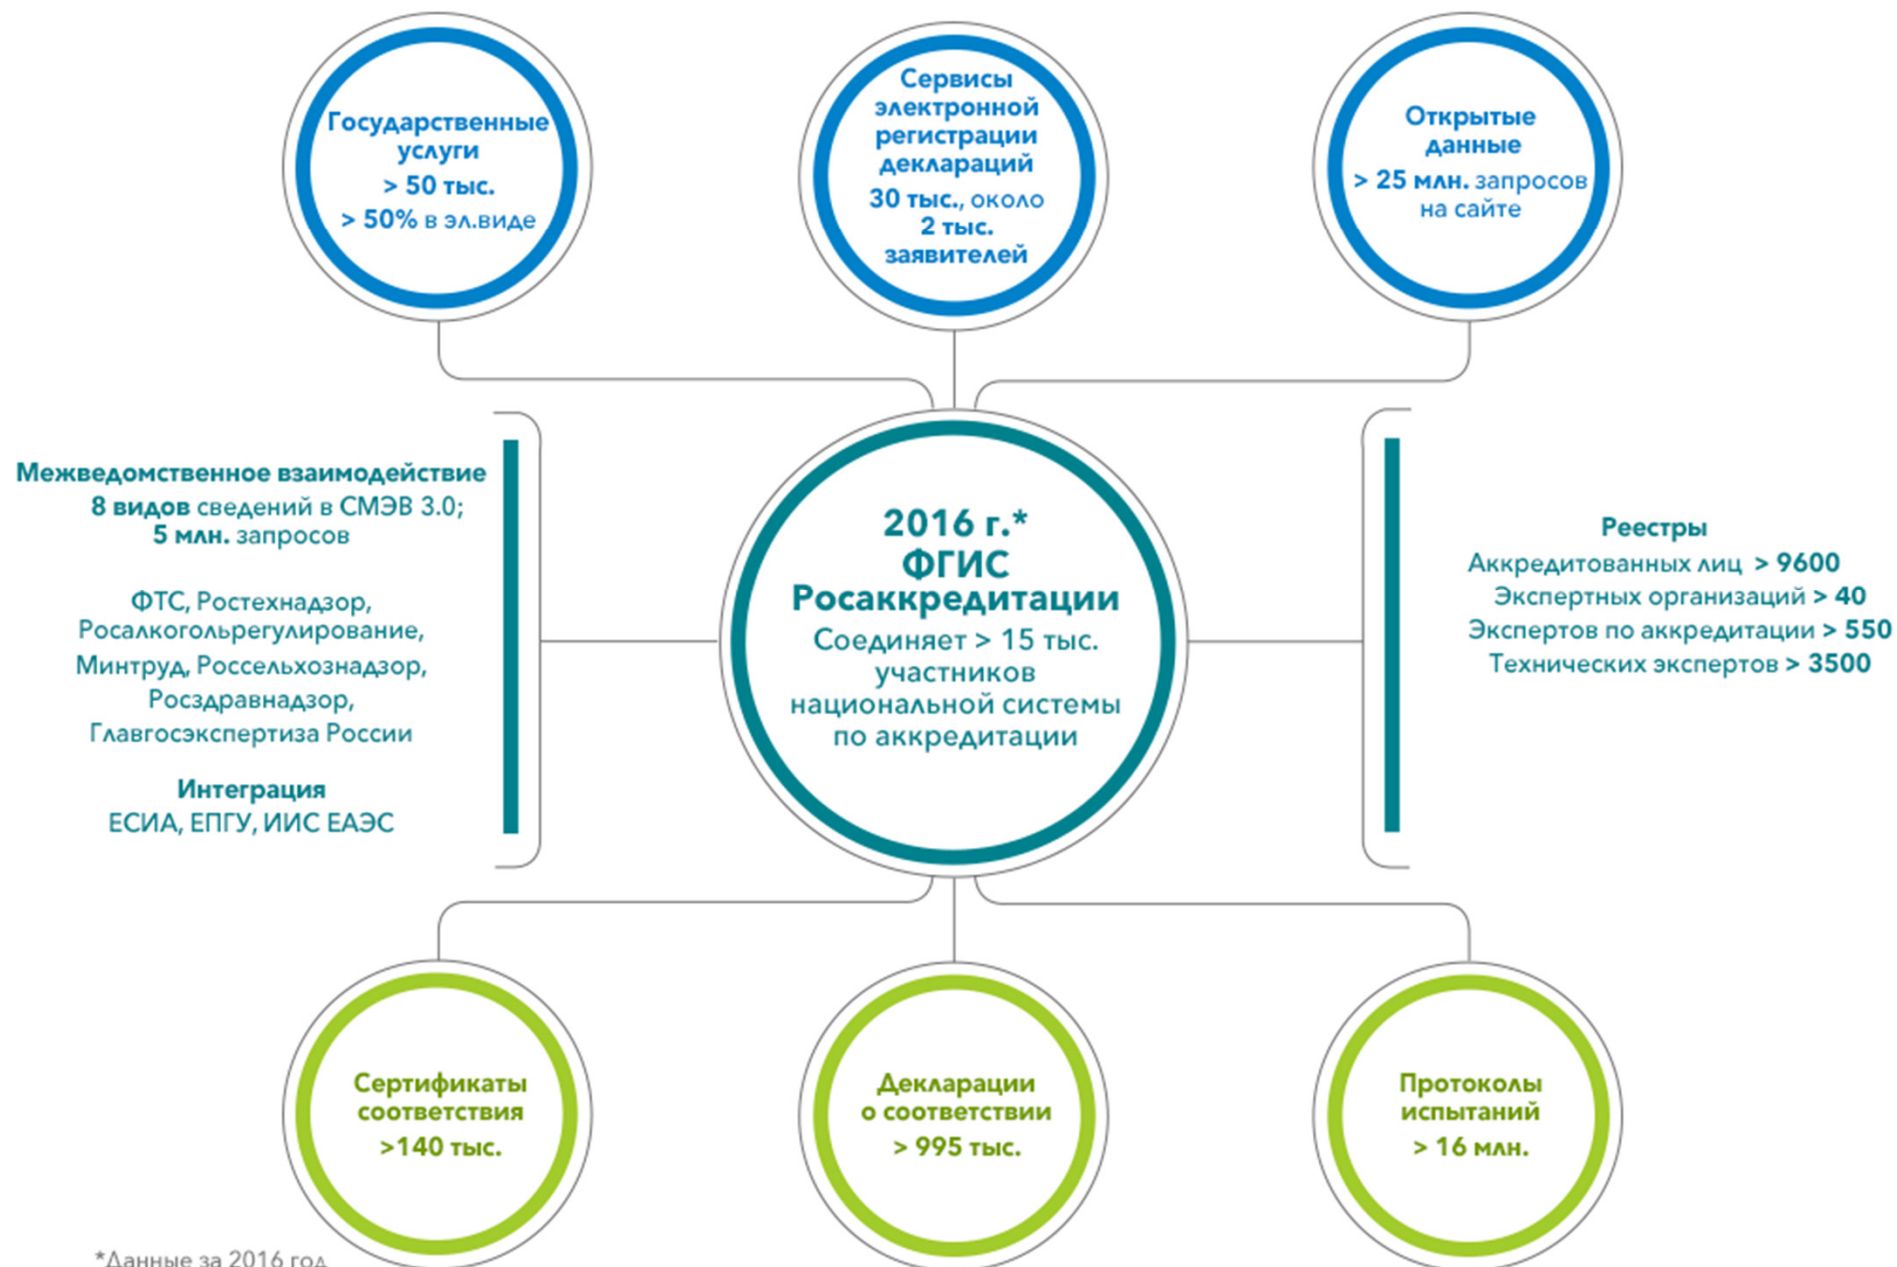 Государственные
услуги
> 50 тыс.
> 50% в эл.виде
Сервисы
электронной
регистрации
деклараций
30 тыс., около
2 тыс.
заявителей
Открытые
данные
> 25 млн. запросов
на сайте
Межведомственное взаимодействие
8 видов сведений в СМЭВ 3.0;
5 млн. запросов
ФТС, Ростехнадзор,
Росалкогольрегулирование,
Минтруд, Россельхознадзор,
Росздравнадзор,
Главгосэкспертиза России
Интеграция
ЕСИА, ЕПГУ, ИИС ЕАЭС
2016 г.*
ФГИС
Росаккредитации
Соединяет > 15 тыс.
участников
национальной системы
по аккредитации
Реестры
Аккредитованных лиц > 9600
Экспертных организаций > 40
Экспертов по аккредитации > 550
Технических экспертов > 3500
Сертификаты
соответствия
>140 тыс.
Декларации
о соответствии
> 995 тыс.
Протоколы
испытаний
> 16 млн.
*Данные за 2016 год